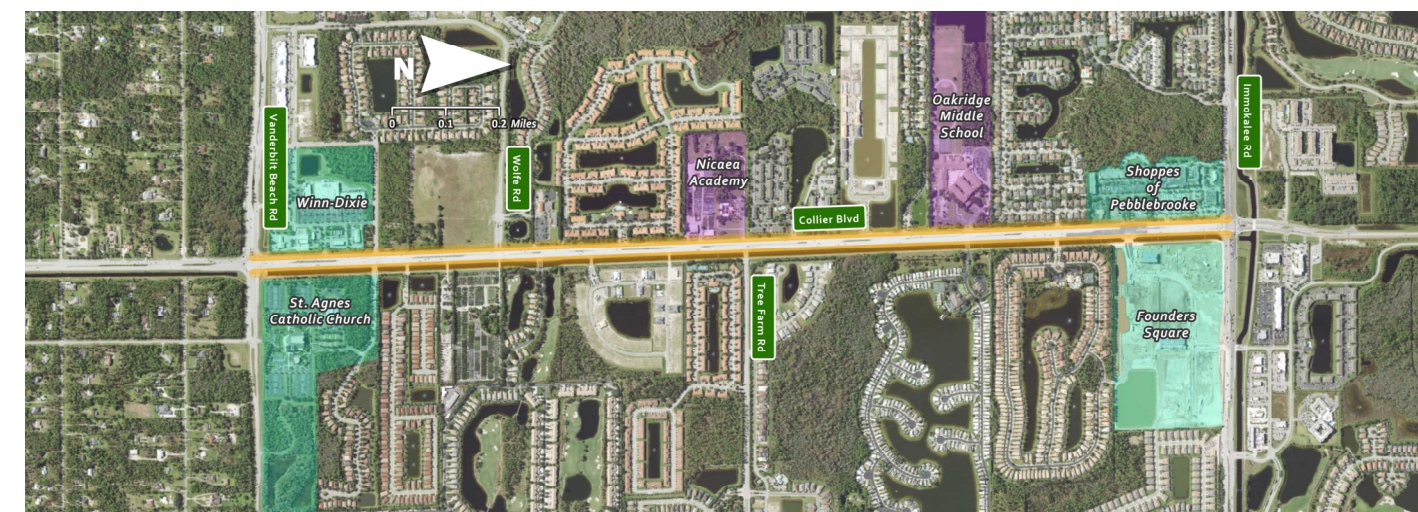 N
0 0.1 0.2 Miles
Vanderbilt Beach Rd
Wolfe Rd
Winn-Dixie
Nicaea
Academy
Collier Blvd
Oakridge
Middle
School
Shoppes
of
Pebblebrooke
Immokalee Rd
St. Agnes
Catholic Church
Tree Farm Rd
Founders
Square